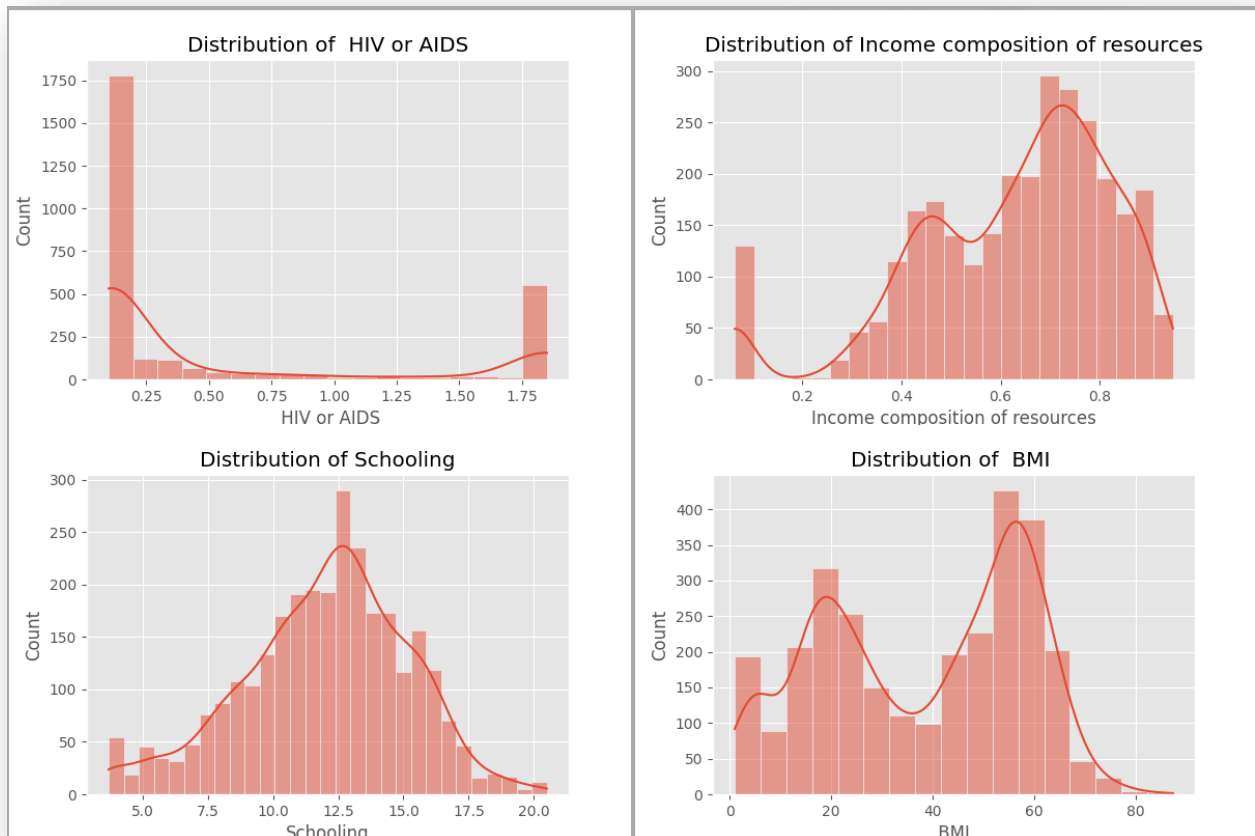 Distribution of  HIV or AIDS
1750
1500
1250
1000
750
500
250
0
Count
0.25 0.50 0.75 1.00 1.25 1.50 1.75
HIV or AIDS
Distribution of Income composition of resources
300
250
200
150
100
50
0
Count
0.2 0.4 0.6 0.8
Income composition of resources
Distribution of Schooling
300
250
200
150
100
50
0
Count
5.0 7.5 10.0 12.5 15.0 17.5 20.0
Schooling
Distribution of  BMI
400
350
300
250
200
150
100
50
0
Count
0 20 40 60 80
BMI